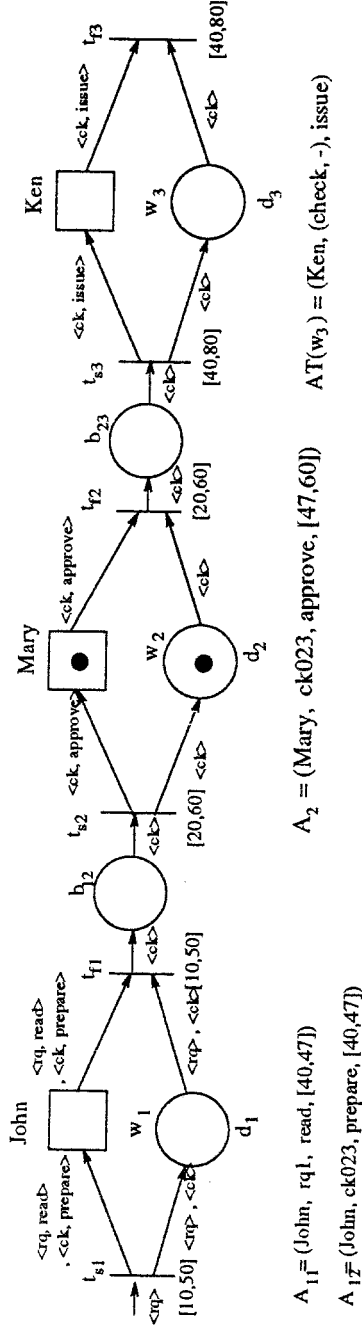 John
<rq, read>
, <ck, prepare>
<rq, read>
, <ck, prepare>
t_s1
<rq>
[10,50]
<rq> , <ck>
w_1
d_1
<rq> , <ck>
t_f1
[10,50]
<ck>
b_12
<ck>
t_s2
[20,60]
Mary
<ck, approve>
<ck, approve>
<ck>
w_2
d_2
<ck>
t_f2
[20,60]
<ck>
b_23
<ck>
t_s3
[40,80]
Ken
<ck, issue>
<ck, issue>
<ck>
w_3
d_3
<ck>
t_f3
[40,80]
A_11 = (John, rq1, read, [40,47])
A_12 = (John, ck023, prepare, [40,47])
A_2 = (Mary, ck023, approve, [47,60])
AT(w_3) = (Ken, (check, -), issue)